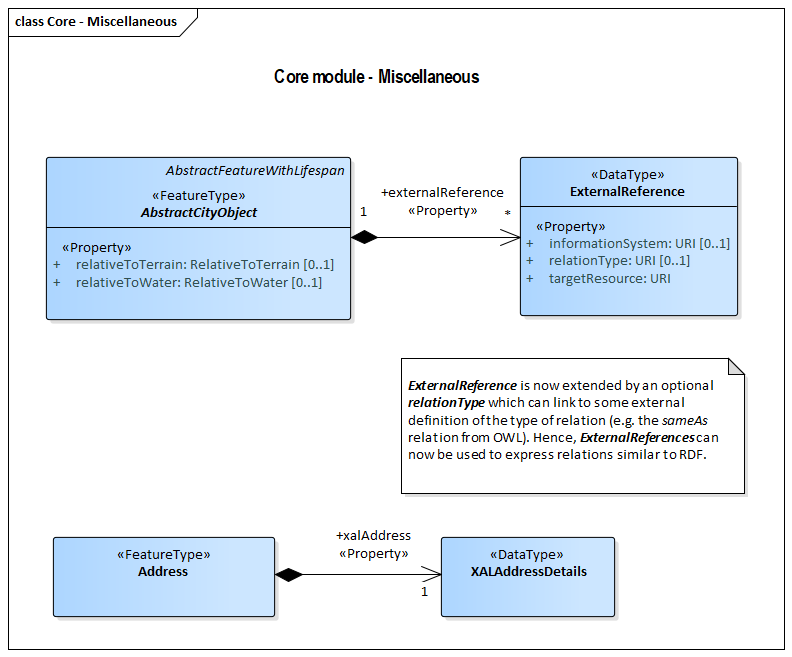 class Core - Miscellaneous
Core module - Miscellaneous
AbstractFeatureWithLifespan
«FeatureType»
AbstractCityObject
«Property»
+ relativeToTerrain: RelativeToTerrain [0..1]
+ relativeToWater: RelativeToWater [0..1]
+externalReference
1
«Property»
*
«DataType»
ExternalReference
«Property»
+ informationSystem: URI [0..1]
+ relationType: URI [0..1]
+ targetResource: URI
ExternalReference is now extended by an optional
relationType which can link to some external
definition of the type of relation (e.g. the sameAs
relation from OWL). Hence, ExternalReferences can
now be used to express relations similar to RDF.
«FeatureType»
Address
+xalAddress
«Property»
1
«DataType»
XALAddressDetails